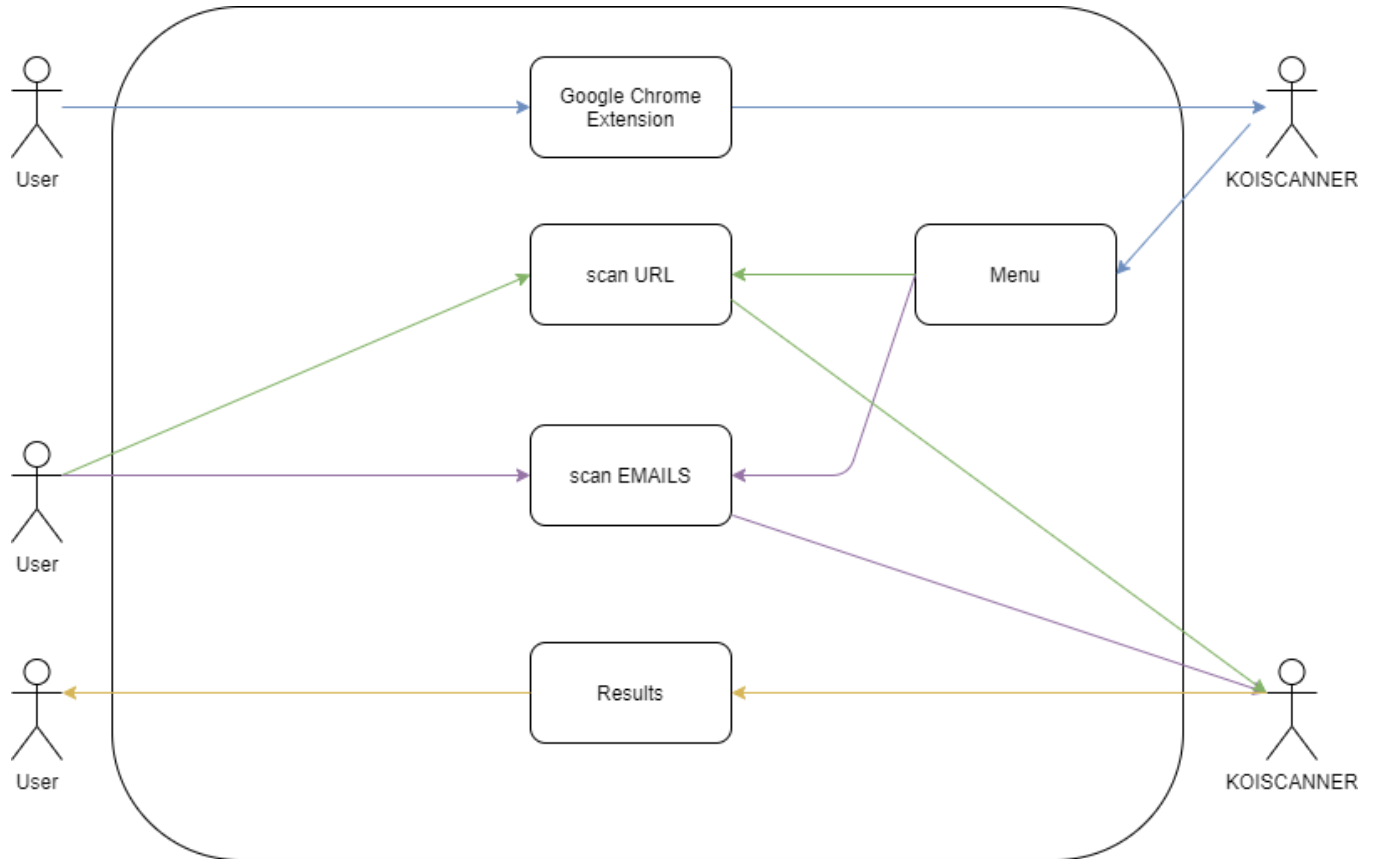 Google Chrome
Extension
User
KOISCANNER
scan URL
Menu
scan EMAILS
User
Results
User
KOISCANNER